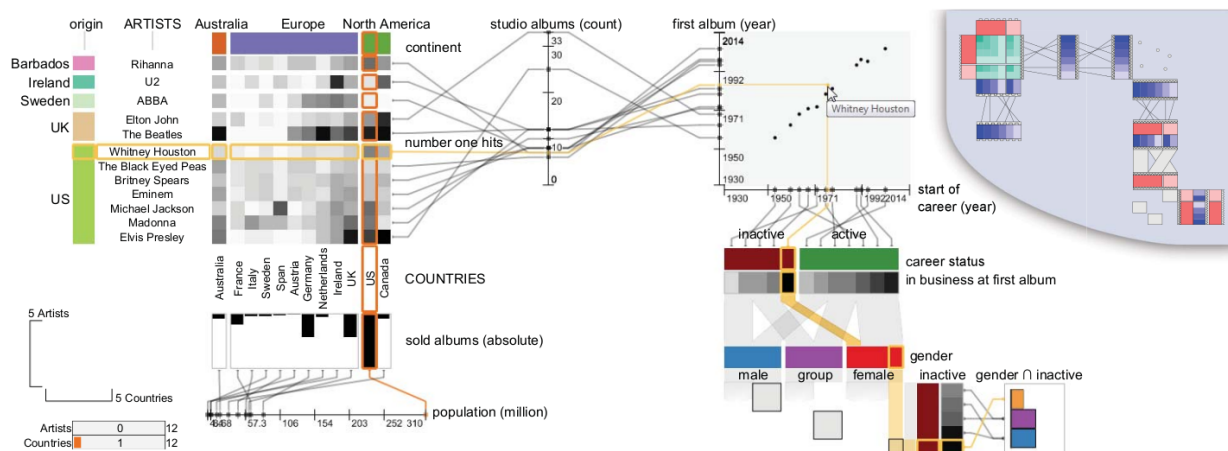 origin ARTISTS Australia Europe North America studio albums (count) first album (year)
continent
Barbados Rihanna
Ireland U2
Sweden ABBA
UK Elton John
The Beatles
number one hits
Whitney Houston
US The Black Eyed Peas
Britney Spears
Eminem
Michael Jackson
Madonna
Elvis Presley
33
30
20
10
0
2014
1992
1971
1950
1930
Whitney Houston
1930 1950 1971 1992 2014
start of
career (year)
inactive active
career status
in business at first album
Australia
France
Italy
Sweden
Span
Austria
Germany
Netherlands
Ireland
UK
US
Canada
COUNTRIES
sold albums (absolute)
population (million)
57.3 106 154 203 252 310
5 Artists
5 Countries
Artists 0 12
Countries 1 12
gender
male group female inactive gender ∩ inactive